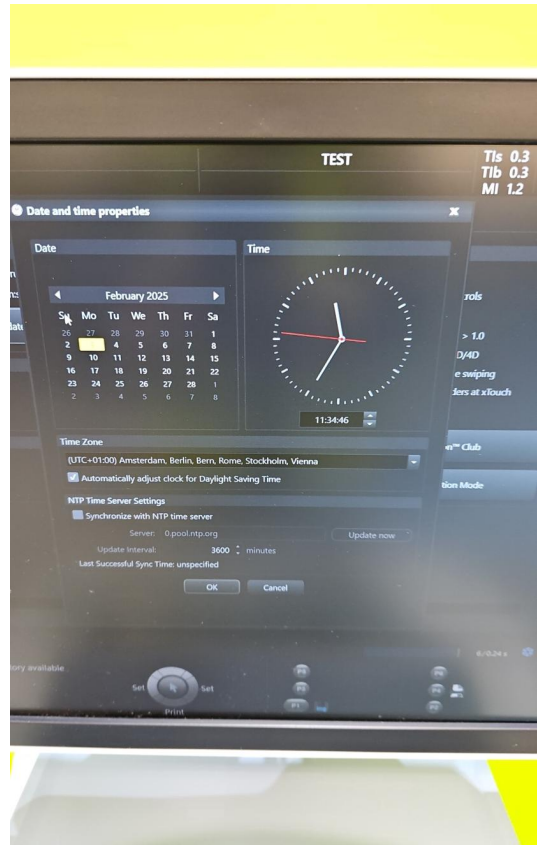 TEST
TIs 0.3
TIb 0.3
MI 1.2
Date and time properties
Date
Time
February 2025
Su Mo Tu We Th Fr Sa
26 27 28 29 30 31 1
2 4 5 6 7 8
9 10 11 12 13 14 15
16 17 18 19 20 21 22
23 24 25 26 27 28 1
2 3 4 5 6 7 8
11:34:46
Time Zone
(UTC+01:00) Amsterdam, Berlin, Bern, Rome, Stockholm, Vienna
Automatically adjust clock for Daylight Saving Time
NTP Time Server Settings
Synchronize with NTP time server
Server: 0.pool.ntp.org
Update now
Update Interval: 3600 minutes
Last Successful Sync Time: unspecified
OK
Cancel
rols
> 1.0
D/4D
e swiping
ders at xTouch
n™ Club
tion Mode
ory available
Set
Set
Print
P1